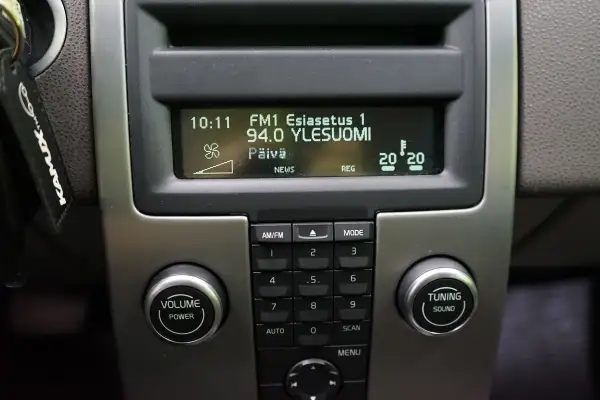 10:11 FM1 Esiasetus 1
94.0 YLESUOMI
Päivä
20 20
NEWS REG
KAMUX
AM/FM MODE
1 2 3
4 .5. 6
7 8 9
AUTO 0 SCAN
MENU
VOLUME
POWER
TUNING
SOUND